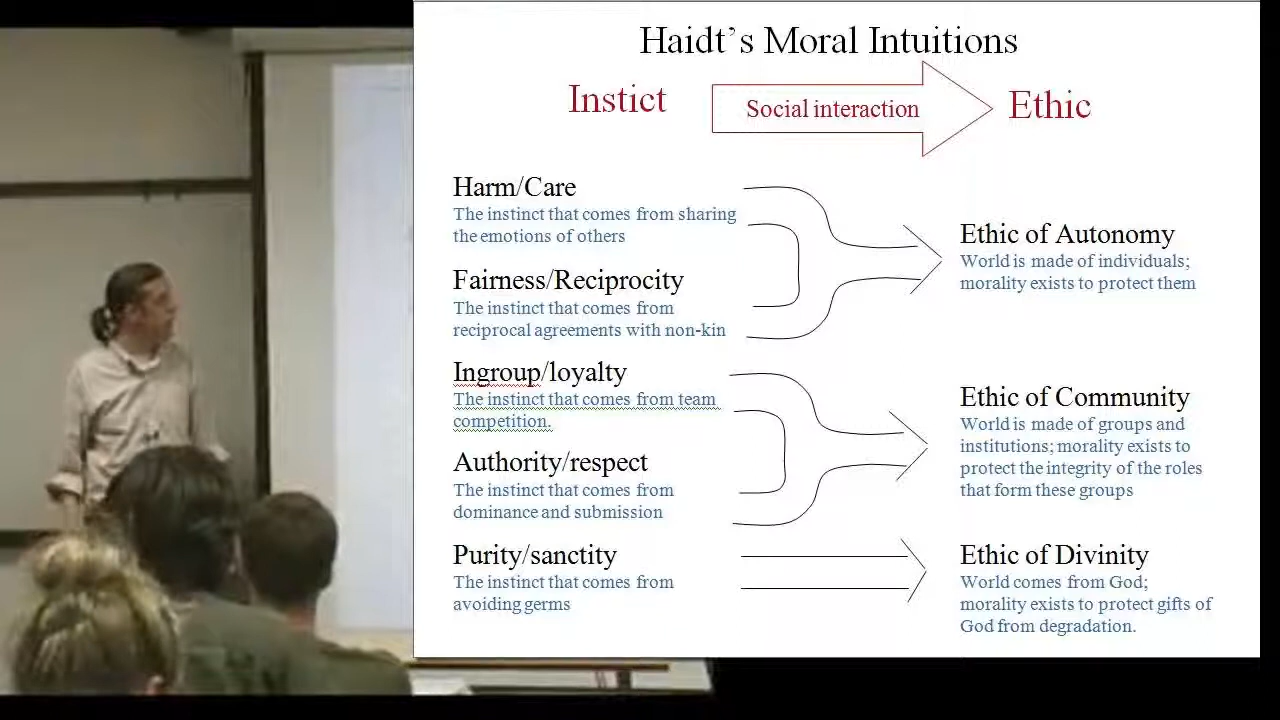 Haidt's Moral Intuitions
Instict
Social interaction
Ethic
Harm/Care
The instinct that comes from sharing
the emotions of others
Fairness/Reciprocity
The instinct that comes from
reciprocal agreements with non-kin
Ingroup/loyalty
The instinct that comes from team
competition.
Authority/respect
The instinct that comes from
dominance and submission
Purity/sanctity
The instinct that comes from
avoiding germs
Ethic of Autonomy
World is made of individuals;
morality exists to protect them
Ethic of Community
World is made of groups and
institutions; morality exists to
protect the integrity of the roles
that form these groups
Ethic of Divinity
World comes from God;
morality exists to protect gifts of
God from degradation.